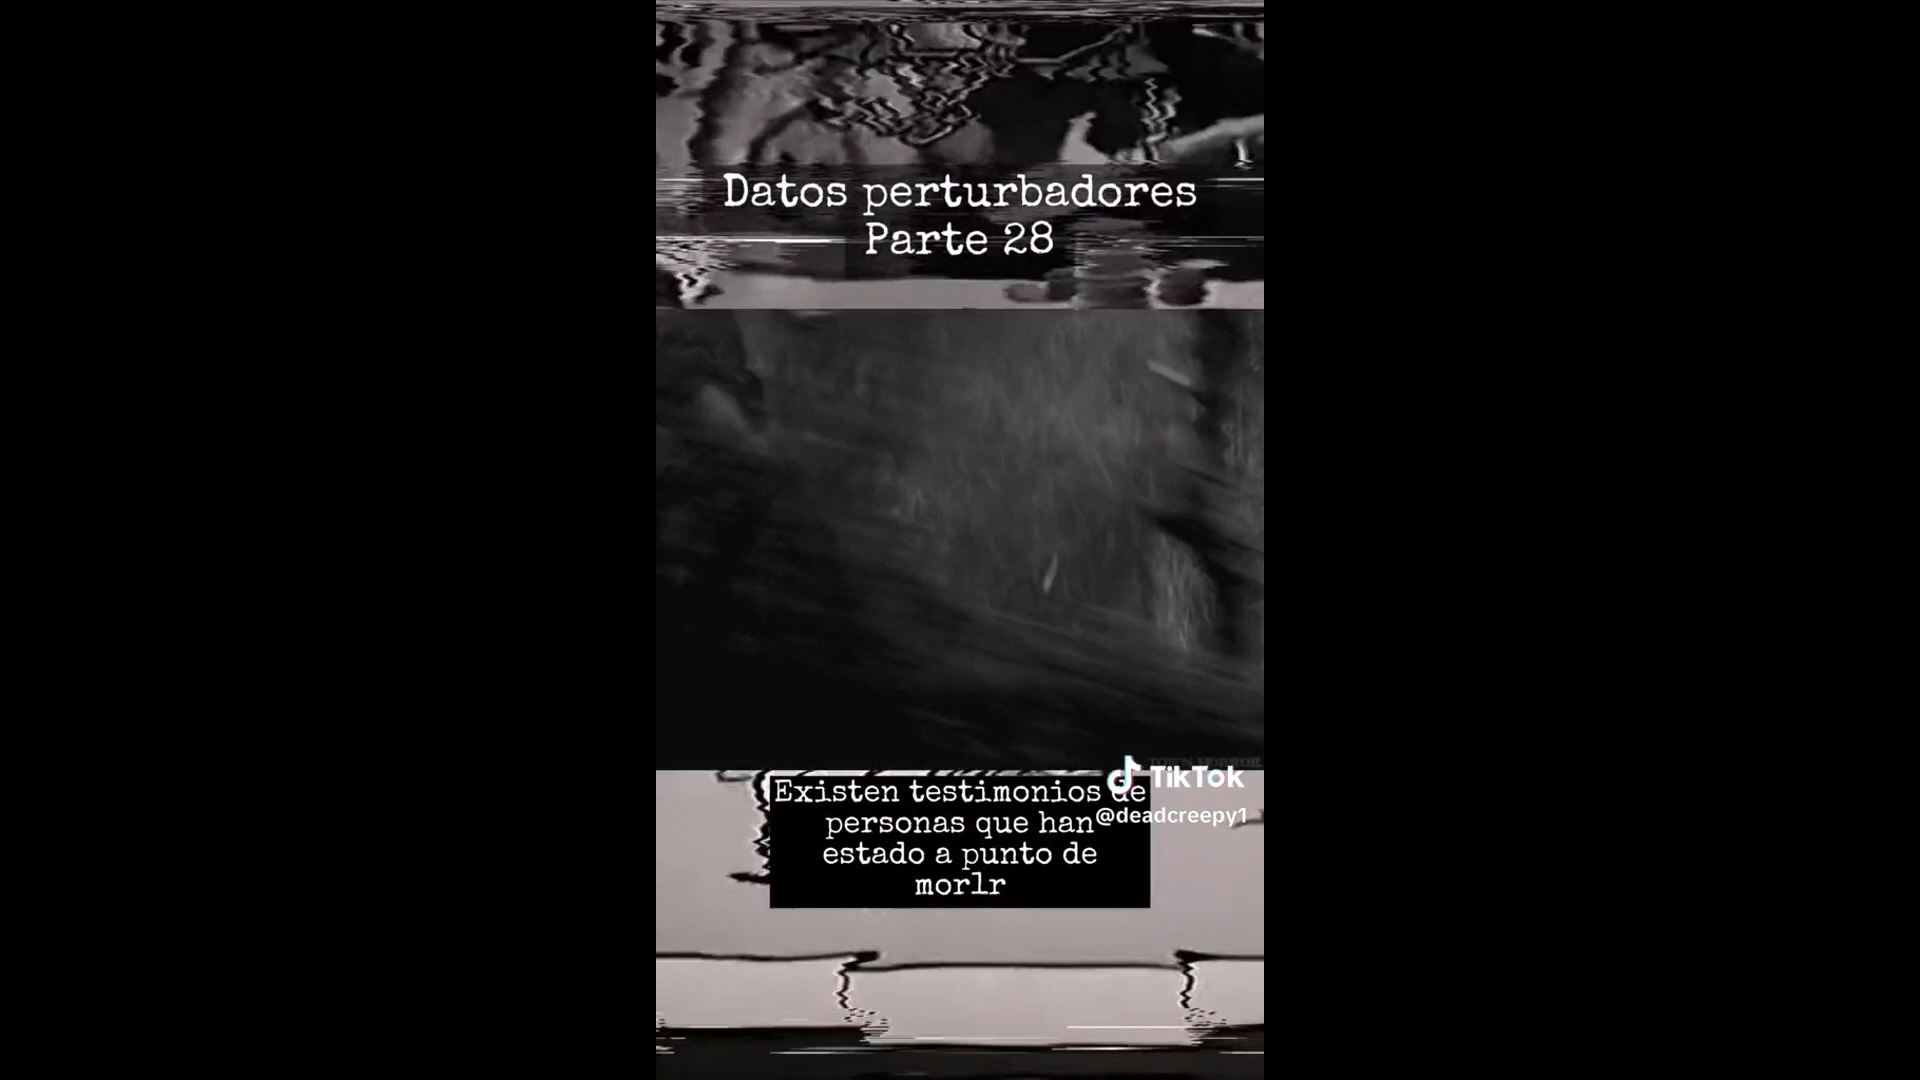 Datos perturbadores
Parte 28
TikTok
@deadcreepy1
Existen testimonios de
personas que han
estado a punto de
morlr